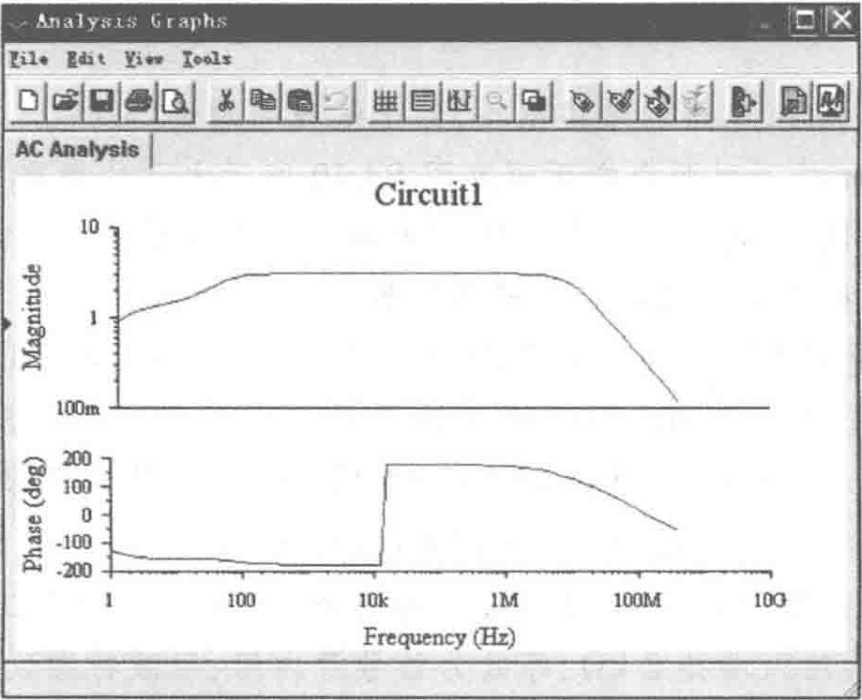 Analysis Graphs
File Edit View Tools
AC Analysis
Circuit1
10
1
100m
Magnitude
200
100
0
-100
-200
Phase (deg)
1 100 10k 1M 100M 10G
Frequency (Hz)